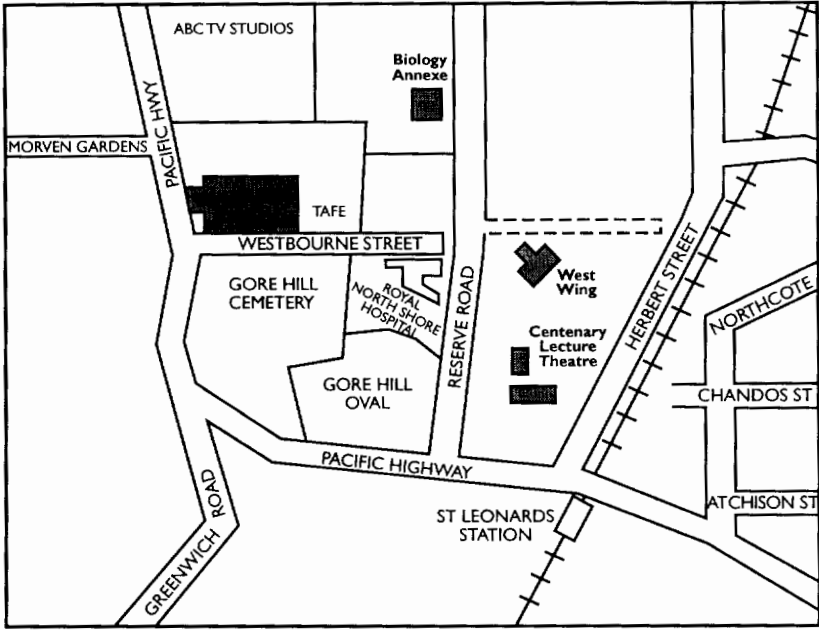 ABC TV STUDIOS
Biology
Annexe
PACIFIC HWY
MORVEN GARDENS
TAFE
WESTBOURNE STREET
GORE HILL
CEMETERY
ROYAL
NORTH SHORE
HOSPITAL
RESERVE ROAD
West
Wing
HERBERT STREET
NORTHCOTE
Centenary
Lecture
Theatre
GORE HILL
OVAL
CHANDOS ST
PACIFIC HIGHWAY
ATCHISON ST
ST LEONARDS
STATION
GREENWICH ROAD